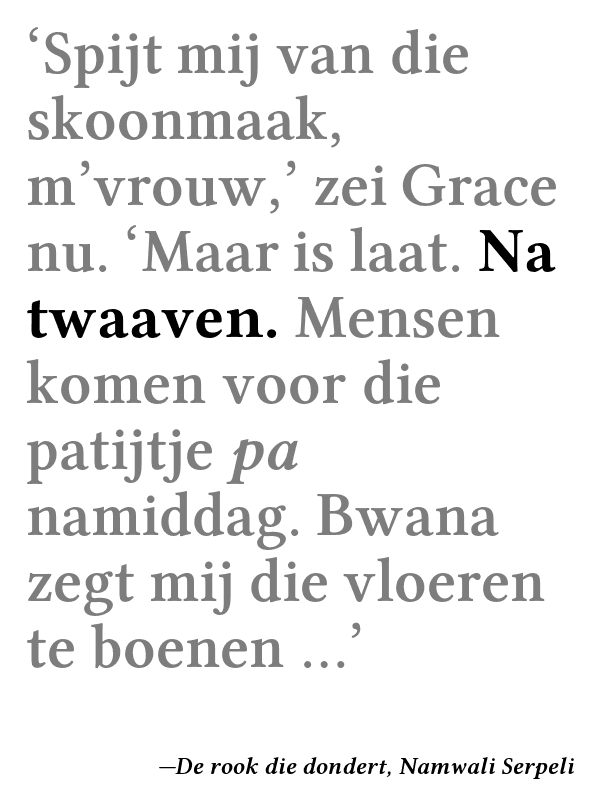 ‘Spijt mij van die
skoonmaak,
m’vrouw,’ zei Grace
nu. ‘Maar is laat. Na
twaaven. Mensen
komen voor die
patijtje pa
namiddag. Bwana
zegt mij die vloeren
te boenen …’
—De rook die dondert, Namwali Serpeli